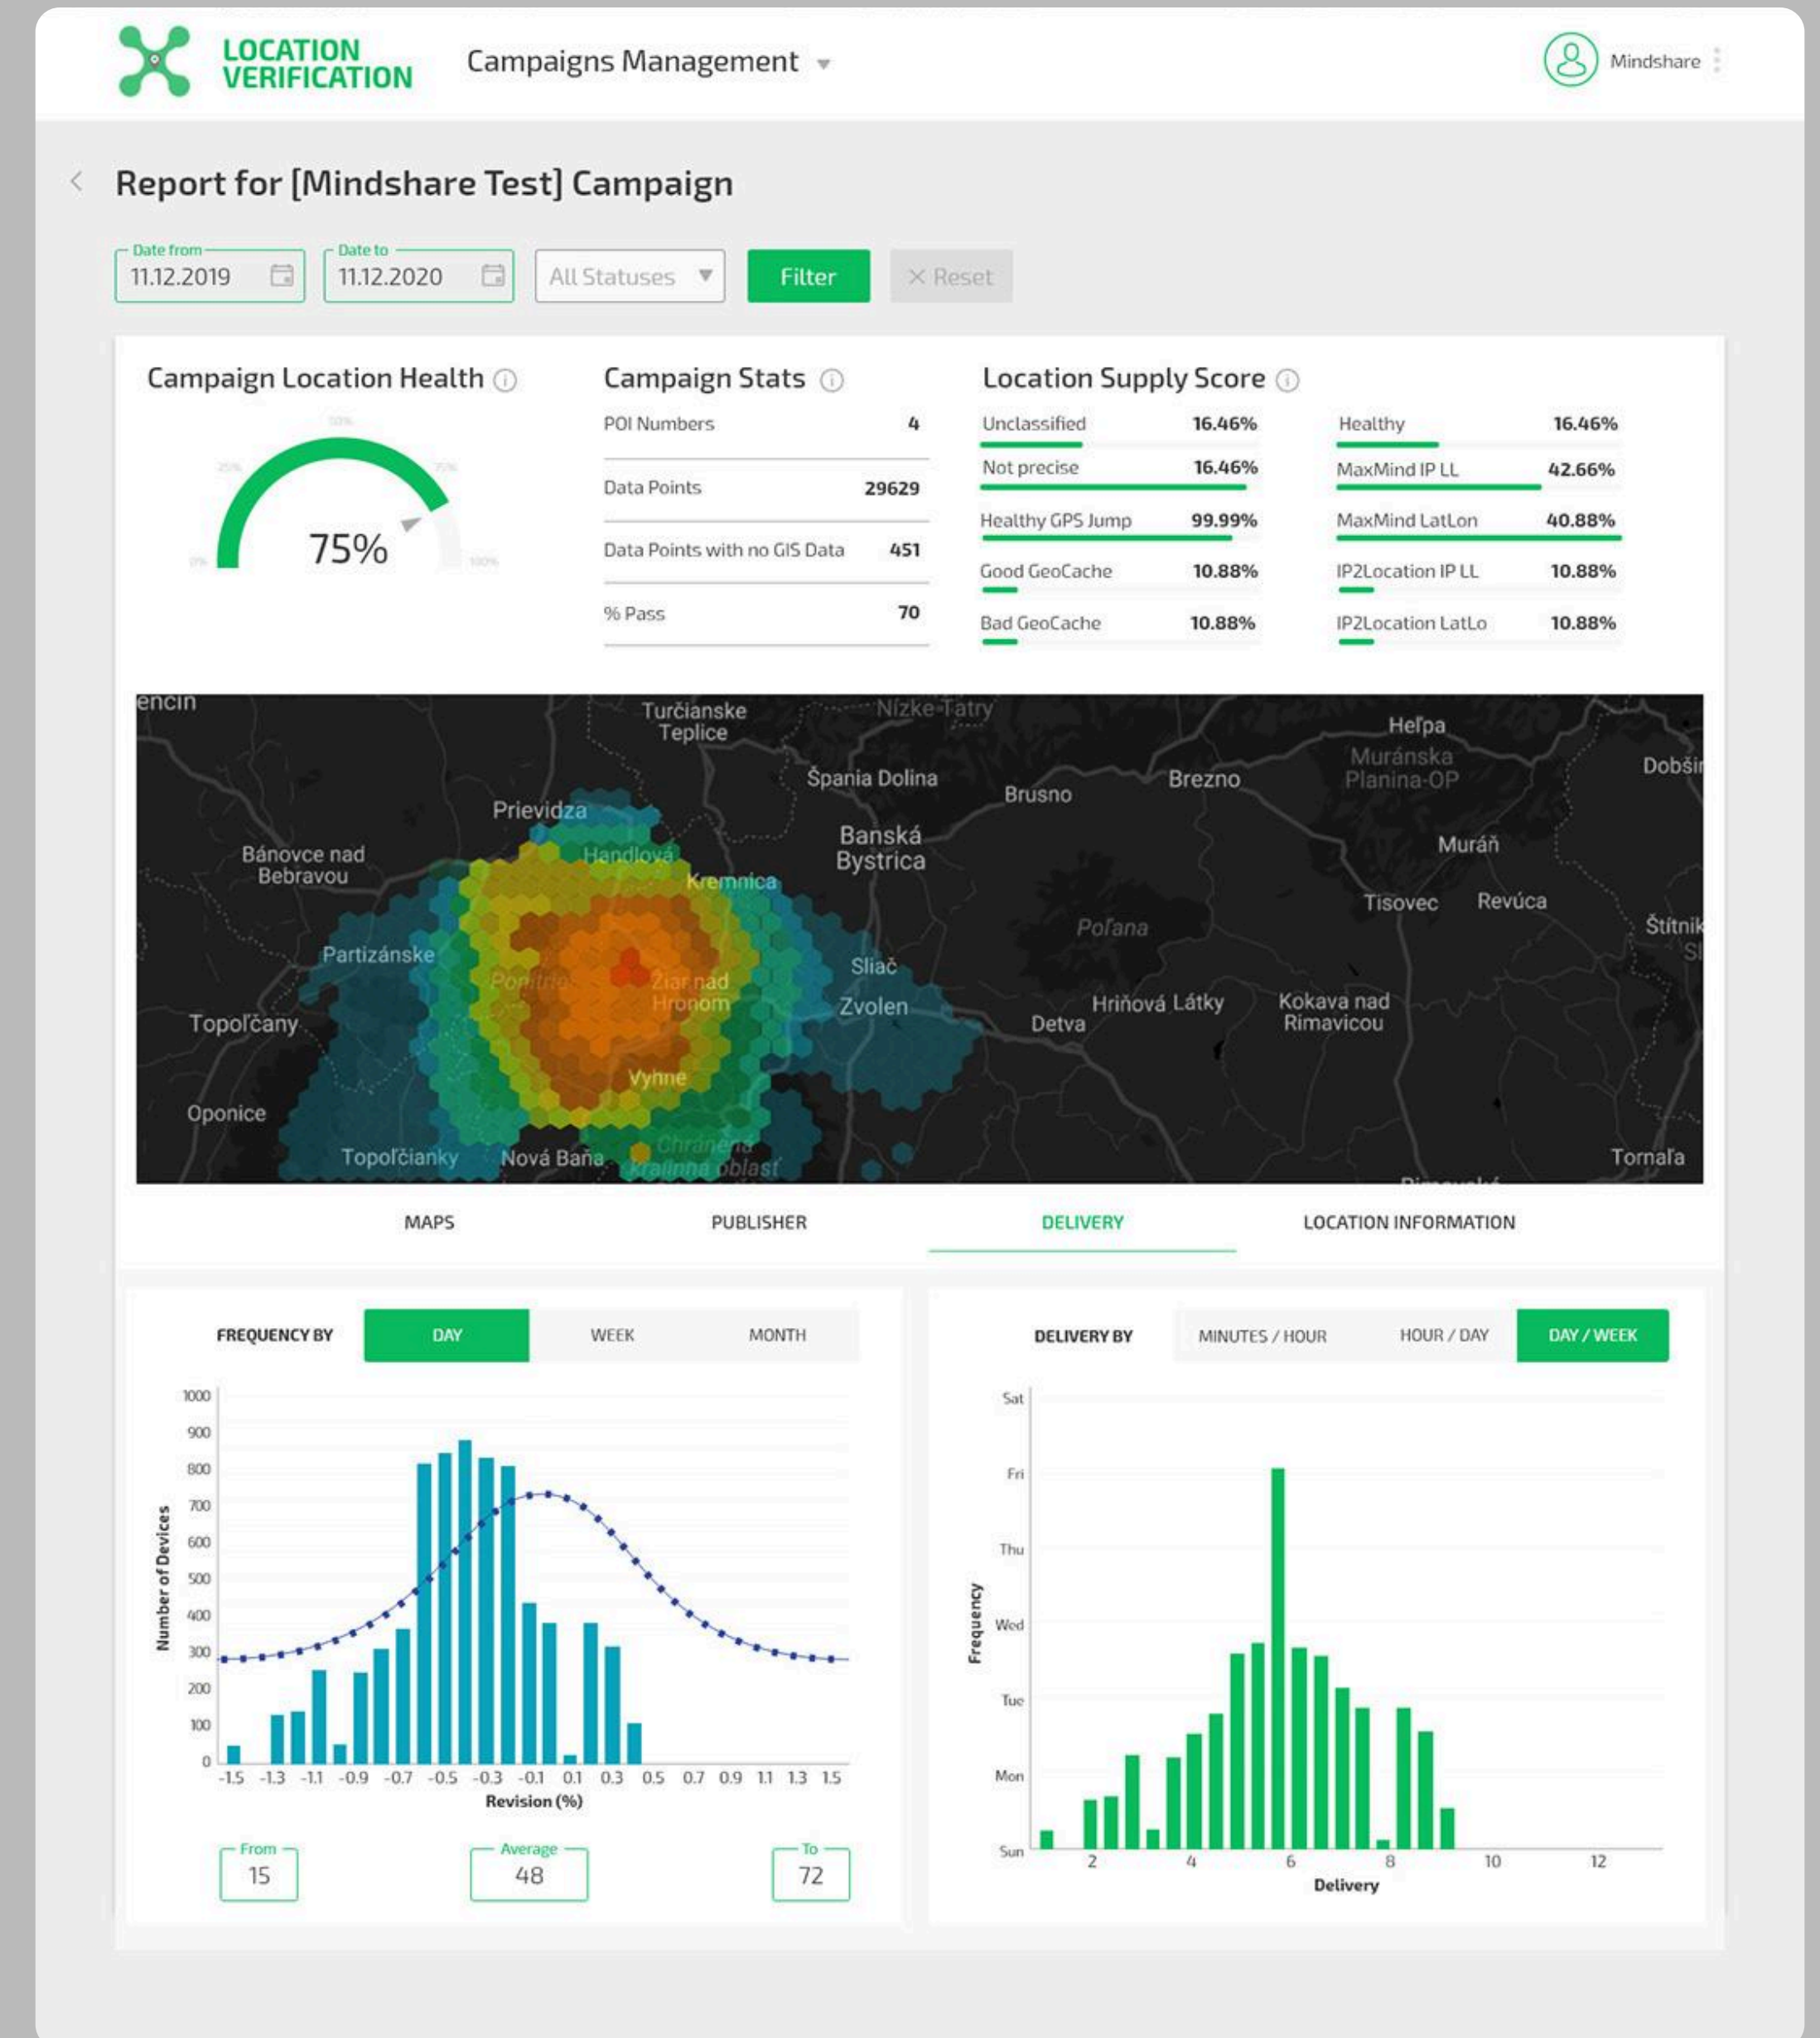 LOCATION
VERIFICATION
Campaigns Management
Mindshare
Report for [Mindshare Test] Campaign
Date from
11.12.2019
Date to
11.12.2020
All Statuses
Filter
× Reset
Campaign Location Health
0%
25%
50%
75%
100%
75%
Campaign Stats
POI Numbers 4
Data Points 29629
Data Points with no GIS Data 451
% Pass 70
Location Supply Score
Unclassified 16.46%
Not precise 16.46%
Healthy GPS Jump 99.99%
Good GeoCache 10.88%
Bad GeoCache 10.88%
Healthy 16.46%
MaxMind IP LL 42.66%
MaxMind LatLon 40.88%
IP2Location IP LL 10.88%
IP2Location LatLo 10.88%
encin
Turčianske
Teplice
Nízke Tatry
Heľpa
Muránska
Planina-OP
Dobšin
Špania Dolina
Brusno
Brezno
Prievidza
Banská
Bystrica
Muráň
Bánovce nad
Bebravou
Handlová
Kremnica
Tisovec
Revúca
Štítnik
Poľana
Partizánske
Sliač
Žiar nad
Hronom
Zvolen
Hriňová
Látky
Kokava nad
Rimavicou
Topoľčany
Detva
Vyhne
Oponice
Topoľčianky
Nová Baňa
Chránená
krajinná oblasť
Tornaľa
MAPS
PUBLISHER
DELIVERY
LOCATION INFORMATION
FREQUENCY BY
DAY
WEEK
MONTH
Number of Devices
1000
900
800
700
600
500
400
300
200
100
0
-1.5 -1.3 -1.1 -0.9 -0.7 -0.5 -0.3 -0.1 0.1 0.3 0.5 0.7 0.9 1.1 1.3 1.5
Revision (%)
From
15
Average
48
To
72
DELIVERY BY
MINUTES / HOUR
HOUR / DAY
DAY / WEEK
Frequency
Sat
Fri
Thu
Wed
Tue
Mon
Sun
2 4 6 8 10 12
Delivery